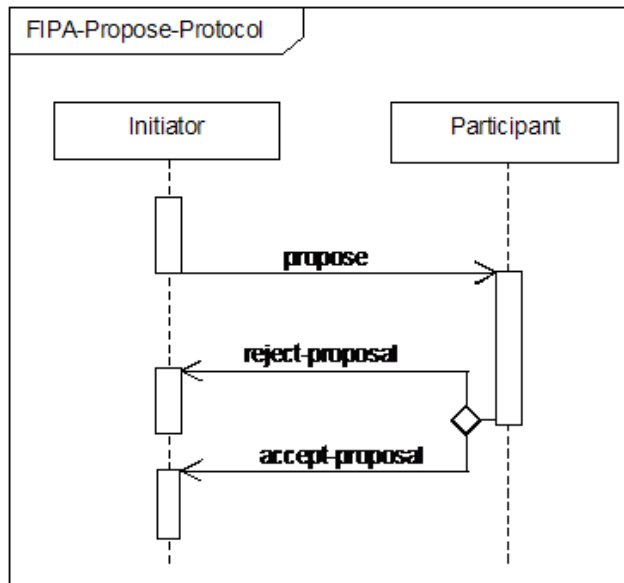 FIPA-Propose-Protocol
Initiator
Participant
propose
reject-proposal
accept-proposal